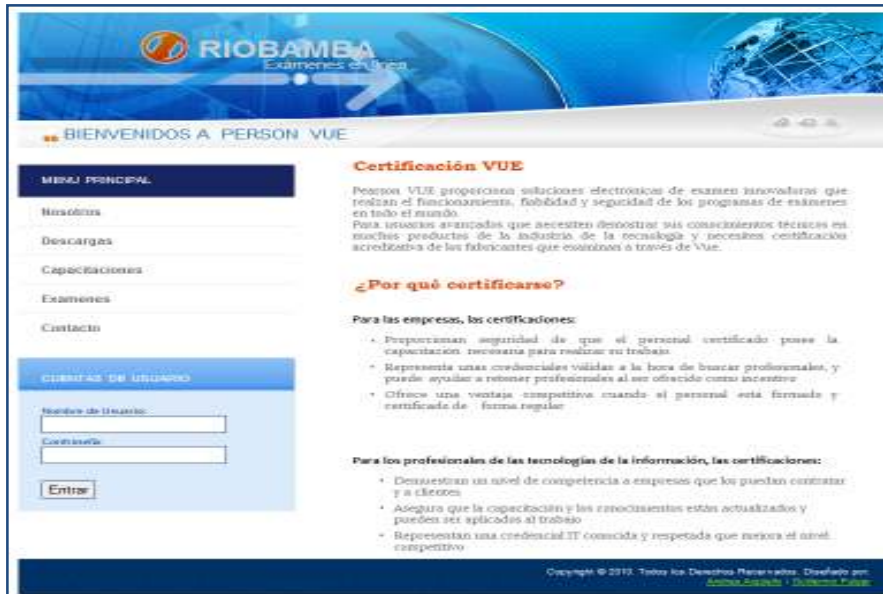 RIOBAMBA
Exámenes en línea
BIENVENIDOS A PERSON VUE
MENU PRINCIPAL
Nosotros
Descargas
Capacitaciones
Examenes
Contacto
CUENTAS DE USUARIO
Nombre de Usuario:
Contraseña:
Entrar
Certificación VUE
Pearson VUE proporciona soluciones electrónicas de examen innovadoras que
realzan el funcionamiento, fiabilidad y seguridad de los programas de exámenes
en todo el mundo.
Para usuarios avanzados que necesiten demostrar sus conocimientos técnicos en
muchos productos de la industria de la tecnología y necesiten certificación
acreditativa de los fabricantes que examinan a través de Vue.
¿Por qué certificarse?
Para las empresas, las certificaciones:
• Proporcionan seguridad de que el personal certificado posee la
capacitación necesaria para realizar su trabajo
• Representa unas credenciales válidas a la hora de buscar profesionales, y
puede ayudar a retener profesionales al ser ofrecido como incentivo
• Ofrece una ventaja competitiva cuando el personal está formado y
certificado de forma regular
Para los profesionales de las tecnologías de la información, las certificaciones:
• Demuestran un nivel de competencia a empresas que los puedan contratar
y a clientes
• Asegura que la capacitación y los conocimientos están actualizados y
pueden ser aplicados al trabajo
• Representan una credencial IT conocida y respetada que mejora el nivel
competitivo
Copyright © 2010. Todos los Derechos Reservados. Diseñado por:
Andrea | Guillermo